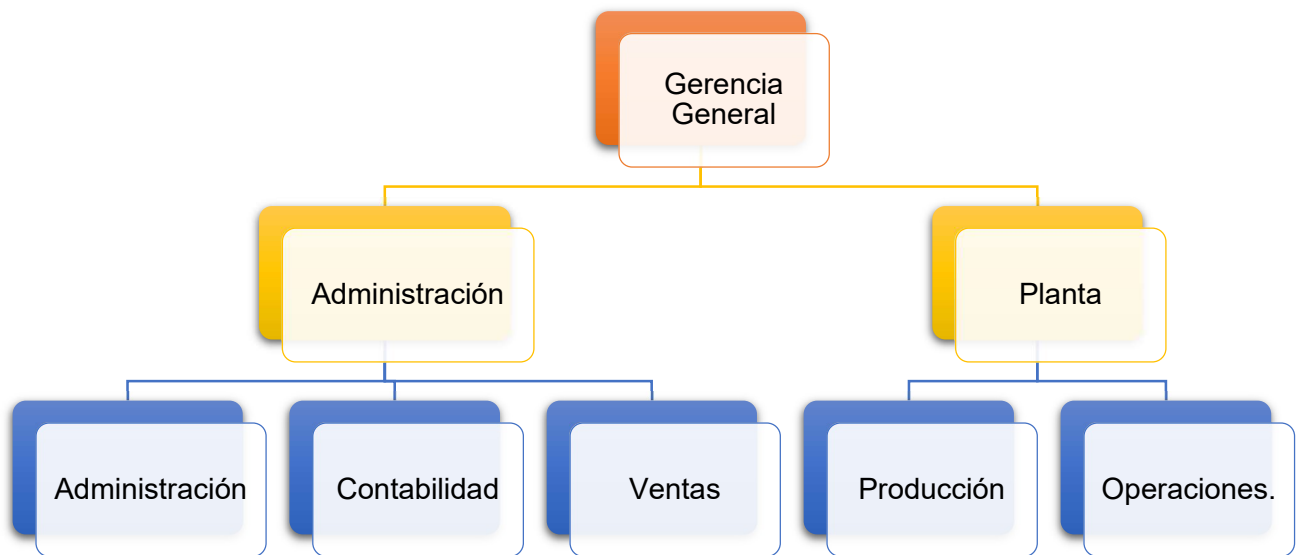 Gerencia
General
Administración
Planta
Administración
Contabilidad
Ventas
Producción
Operaciones.